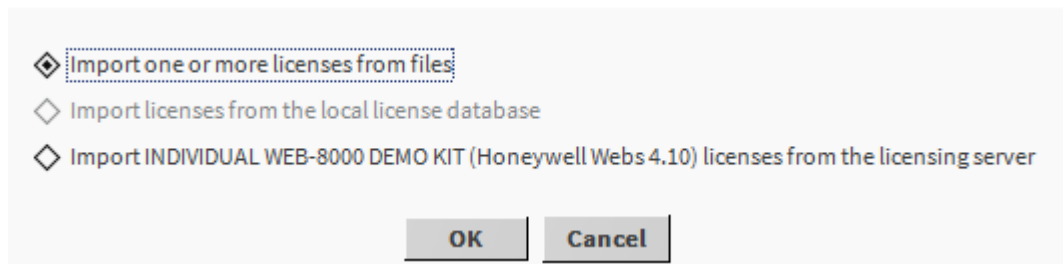 Import one or more licenses from files
Import licenses from the local license database
Import INDIVIDUAL WEB-8000 DEMO KIT (Honeywell Webs 4.10) licenses from the licensing server
OK Cancel